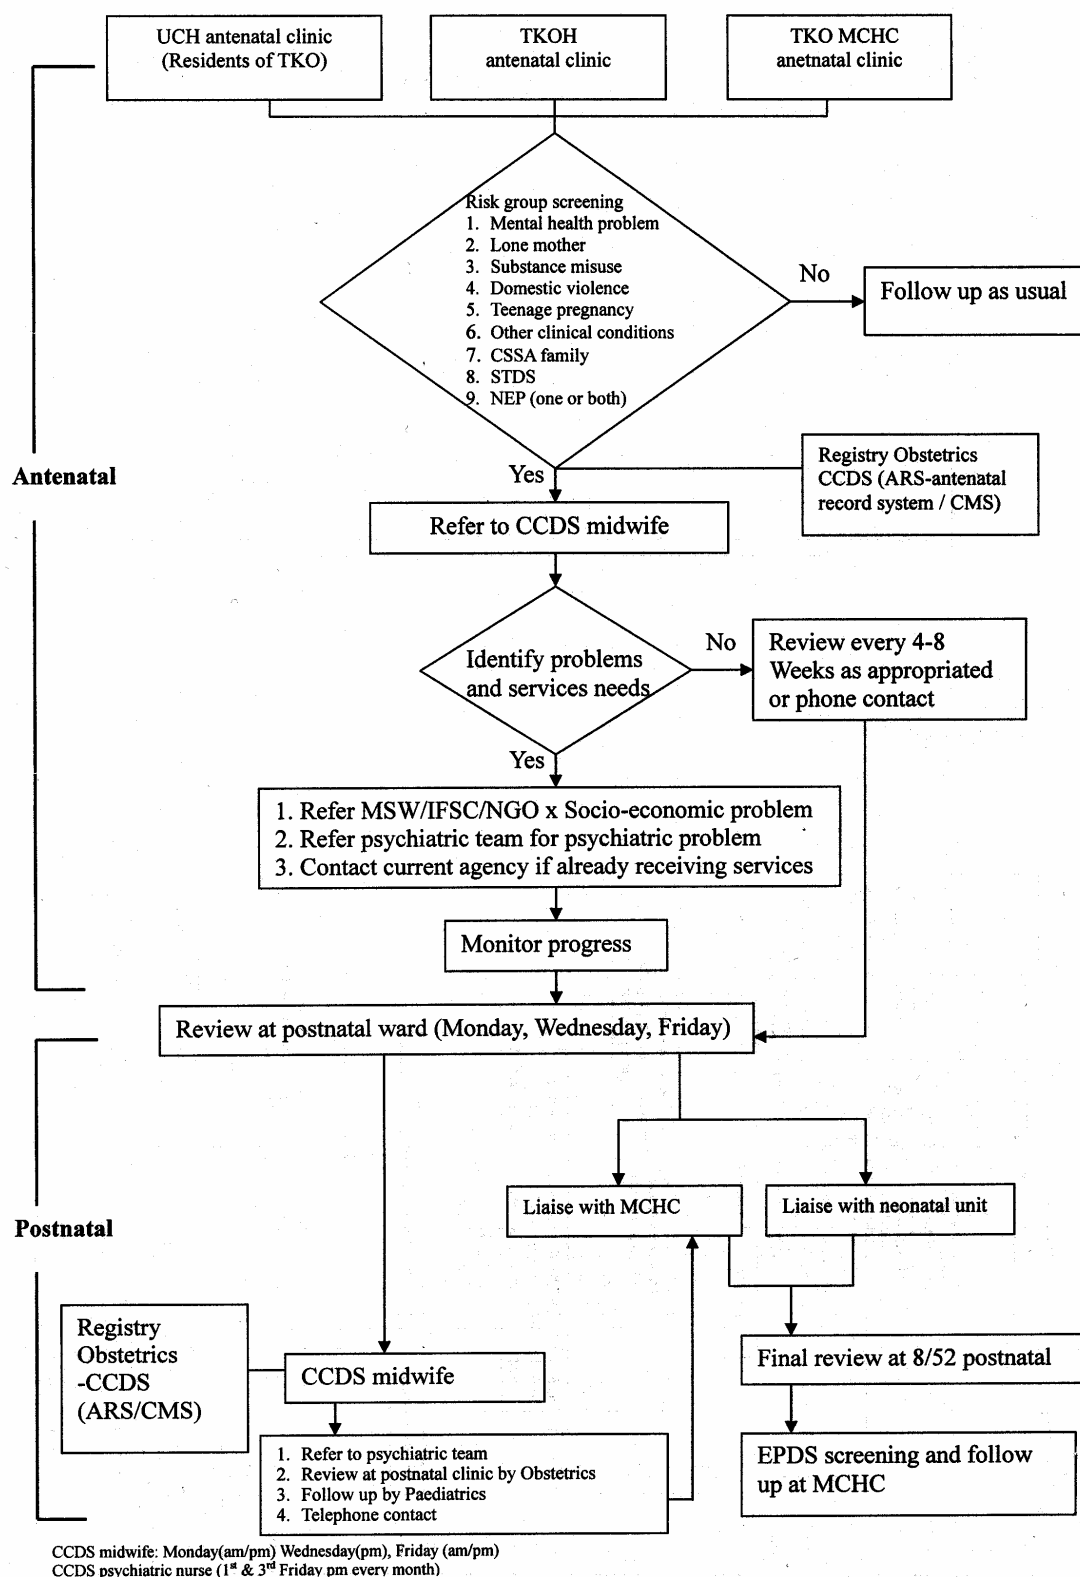 UCH antenatal clinic
(Residents of TKO)
TKOH
antenatal clinic
TKO MCHC
anetnatal clinic
Risk group screening
1. Mental health problem
2. Lone mother
3. Substance misuse
4. Domestic violence
5. Teenage pregnancy
6. Other clinical conditions
7. CSSA family
8. STDS
9. NEP (one or both)
No
Follow up as usual
Antenatal
Yes
Registry Obstetrics
CCDS (ARS-antenatal
record system / CMS)
Refer to CCDS midwife
Identify problems
and services needs
No
Review every 4-8
Weeks as appropriated
or phone contact
Yes
1. Refer MSW/IFSC/NGO x Socio-economic problem
2. Refer psychiatric team for psychiatric problem
3. Contact current agency if already receiving services
Monitor progress
Review at postnatal ward (Monday, Wednesday, Friday)
Liaise with MCHC
Liaise with neonatal unit
Postnatal
Registry
Obstetrics
-CCDS
(ARS/CMS)
CCDS midwife
Final review at 8/52 postnatal
1. Refer to psychiatric team
2. Review at postnatal clinic by Obstetrics
3. Follow up by Paediatrics
4. Telephone contact
EPDS screening and follow
up at MCHC
CCDS midwife: Monday(am/pm) Wednesday(pm), Friday (am/pm)
CCDS psychiatric nurse (1st & 3rd Friday pm every month)